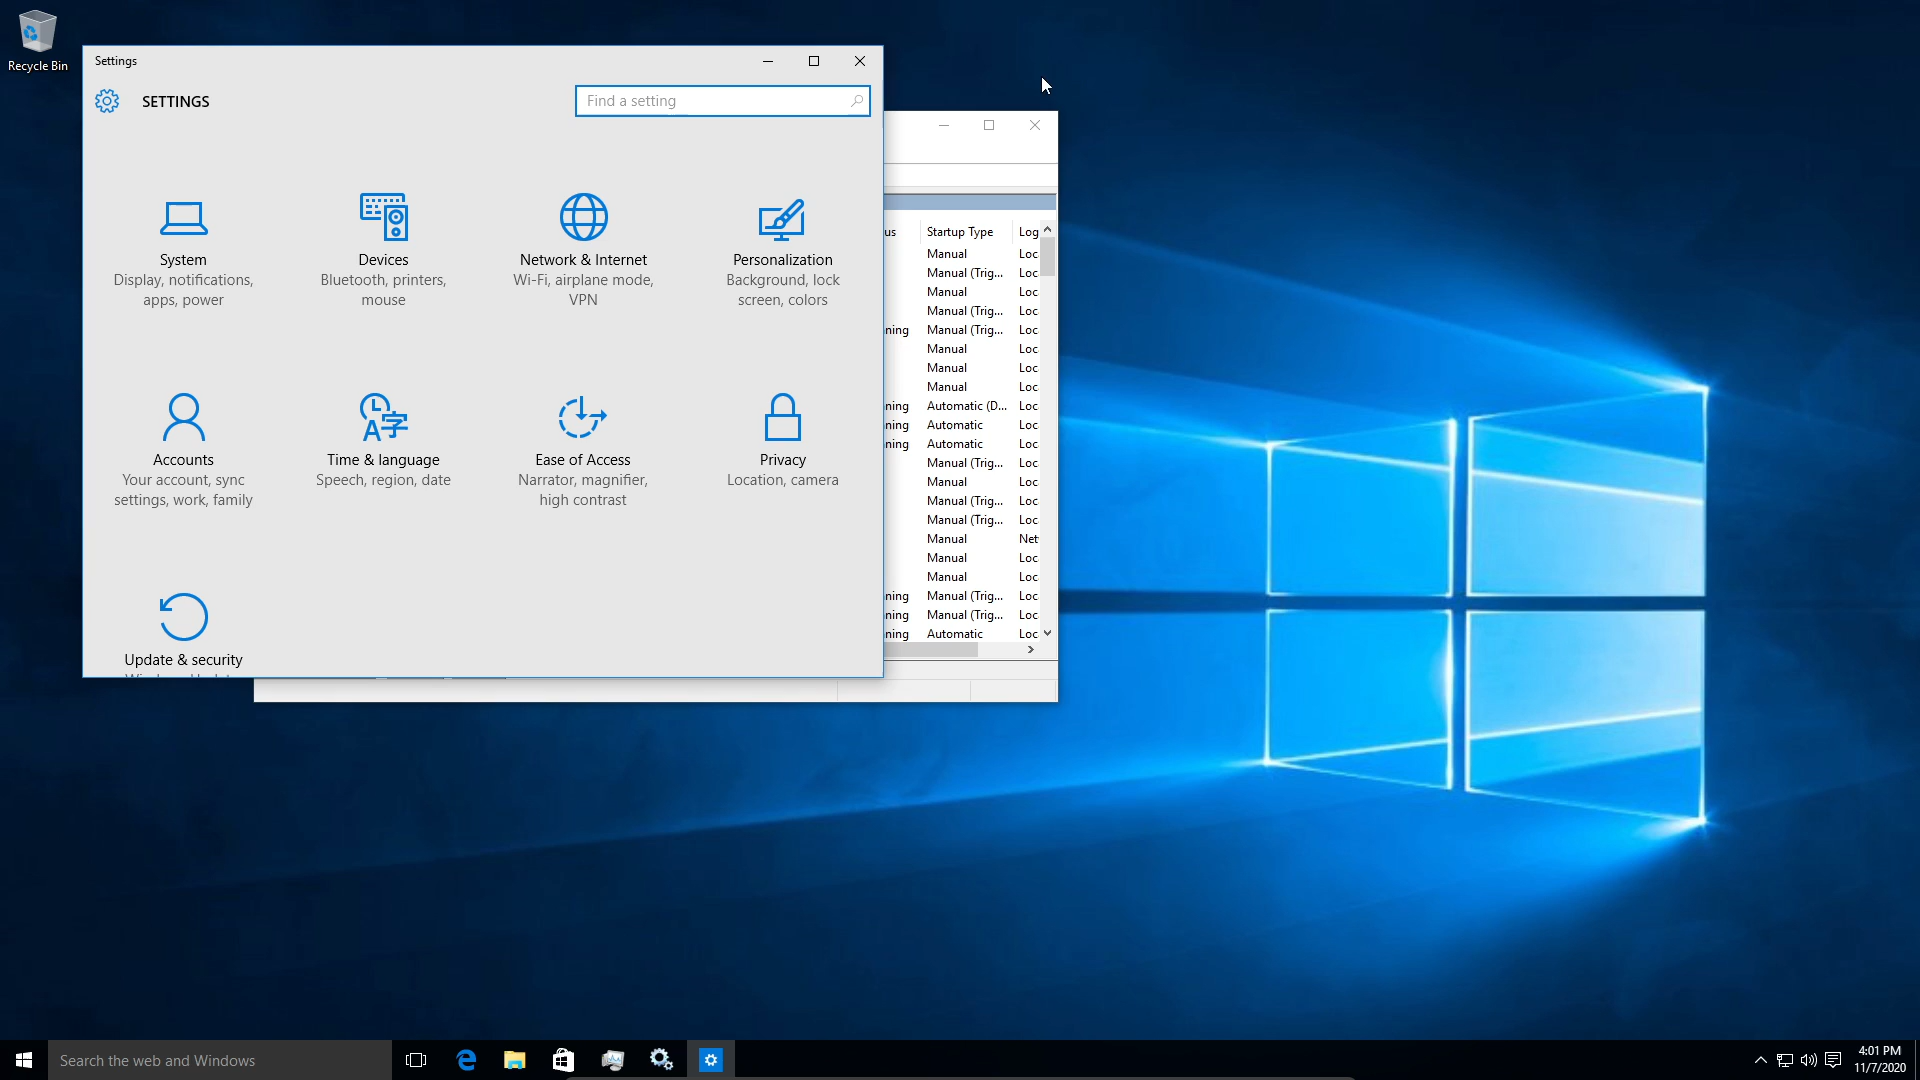 Recycle Bin
Settings
SETTINGS
Find a setting
System
Display, notifications,
apps, power
Devices
Bluetooth, printers,
mouse
Network & Internet
Wi-Fi, airplane mode,
VPN
Personalization
Background, lock
screen, colors
Accounts
Your account, sync
settings, work, family
A字
Time & language
Speech, region, date
Ease of Access
Narrator, magnifier,
high contrast
Privacy
Location, camera
Update & security
us Startup Type Log
Manual Loc
Manual (Trig... Loc
Manual Loc
Manual (Trig... Loc
ning Manual (Trig... Loc
Manual Loc
Manual Loc
Manual Loc
ning Automatic (D... Loc
ning Automatic Loc
ning Automatic Loc
Manual (Trig... Loc
Manual Loc
Manual (Trig... Loc
Manual (Trig... Loc
Manual Net
Manual Loc
Manual Loc
ning Manual (Trig... Loc
ning Manual (Trig... Loc
ning Automatic Loc
Search the web and Windows
4:01 PM
11/7/2020